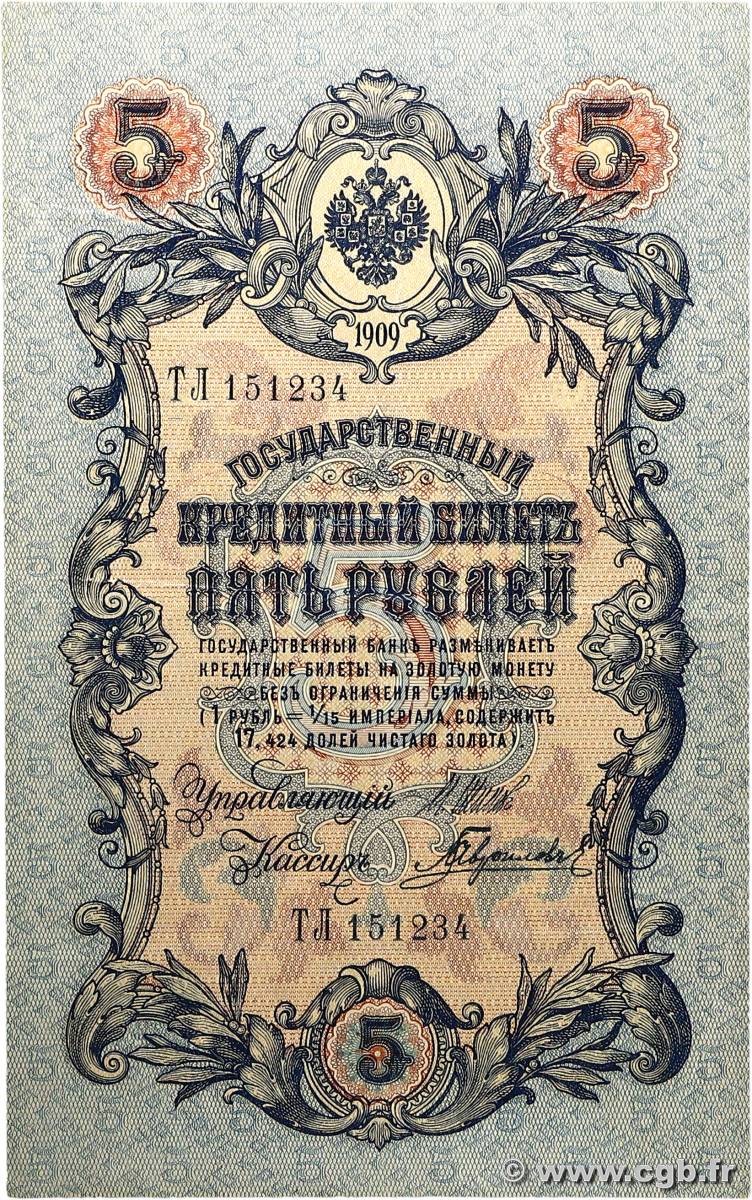 5 5
1909
ТЛ 151234
ГОСУДАРСТВЕННЫЙ
КРЕДИТНЫЙ БИЛЕТЪ
ПЯТЬ РУБЛЕЙ
5
ГОСУДАРСТВЕННЫЙ БАНКЪ РАЗМѢНИВАЕТЪ
КРЕДИТНЫЕ БИЛЕТЫ НА ЗОЛОТУЮ МОНЕТУ
БЕЗЪ ОГРАНИЧЕНІЯ СУММЫ
(1 РУБЛЬ = 1/15 ИМПЕРІАЛА, СОДЕРЖИТЪ
17,424 ДОЛЕЙ ЧИСТАГО ЗОЛОТА).
Управляющій
Кассиръ
ТЛ 151234
5
© www.cgb.fr